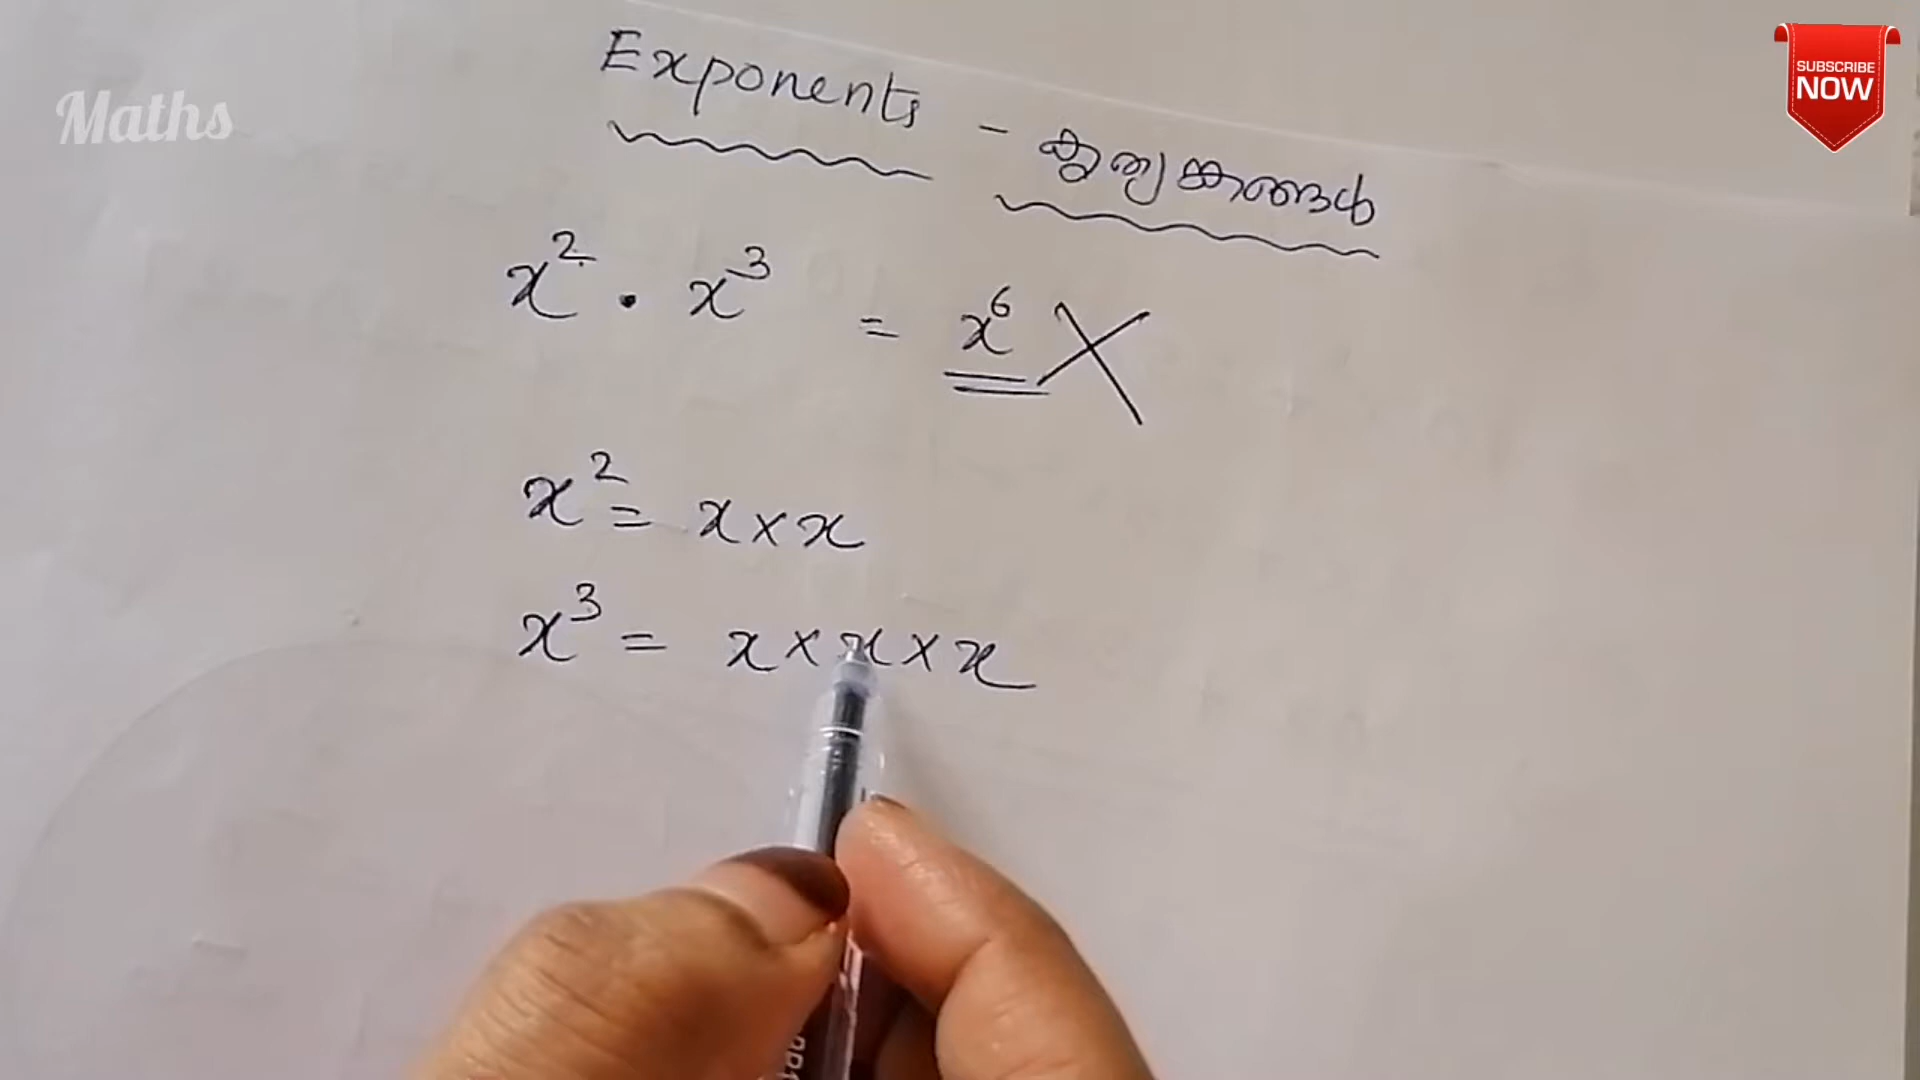 Maths
SUBSCRIBE
NOW
Exponents - കൃത്യങ്കങ്ങൾ
x² · x³ = x⁶ X
x² = x × x
x³ = x × x × x